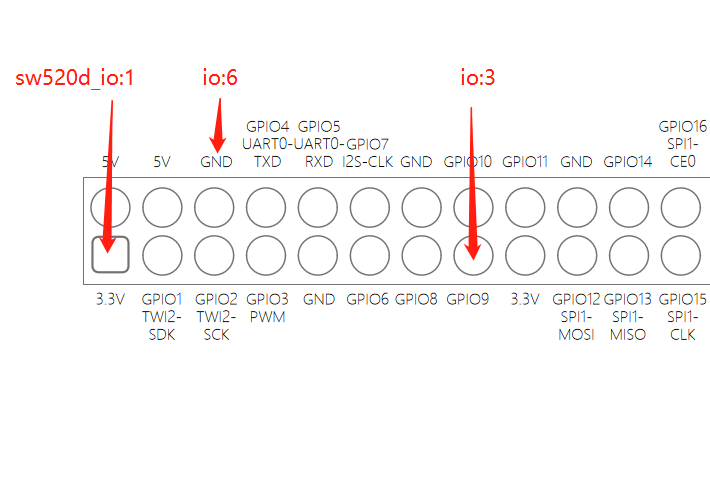 sw520d_io:1 io:6 io:3
GPIO4 GPIO5 GPIO16
UART0- UART0- GPIO7 SPI1-
5V 5V GND TXD RXD I2S-CLK GND GPIO10 GPIO11 GND GPIO14 CE0
3.3V GPIO1 GPIO2 GPIO3 GND GPIO6 GPIO8 GPIO9 3.3V GPIO12 GPIO13 GPIO15
TWI2- TWI2- PWM SPI1- SPI1- SPI1-
SDK SCK MOSI MISO CLK